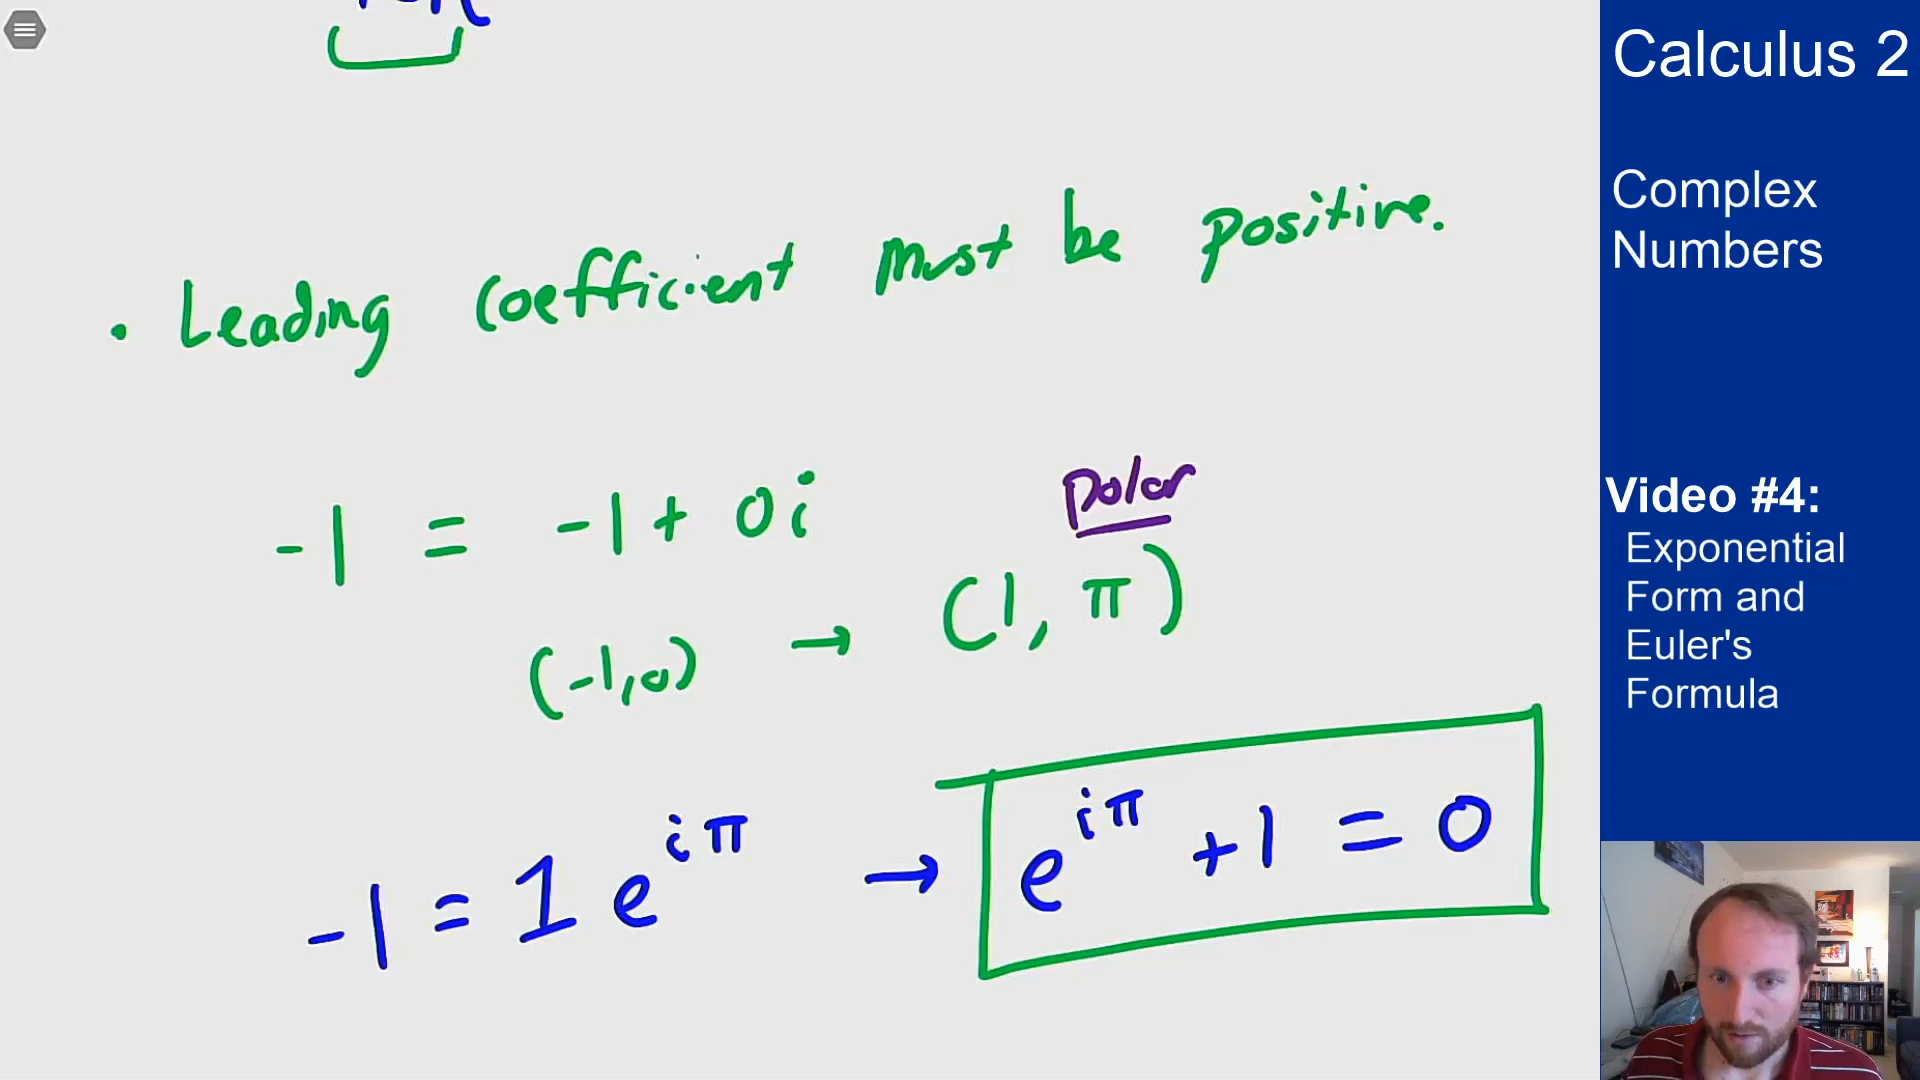 • Leading coefficient must be positive.
-1 = -1 + 0i
polar
(-1,0) → (1, π)
-1 = 1 e^{iπ} → e^{iπ} + 1 = 0
Calculus 2
Complex
Numbers
Video #4:
Exponential
Form and
Euler's
Formula